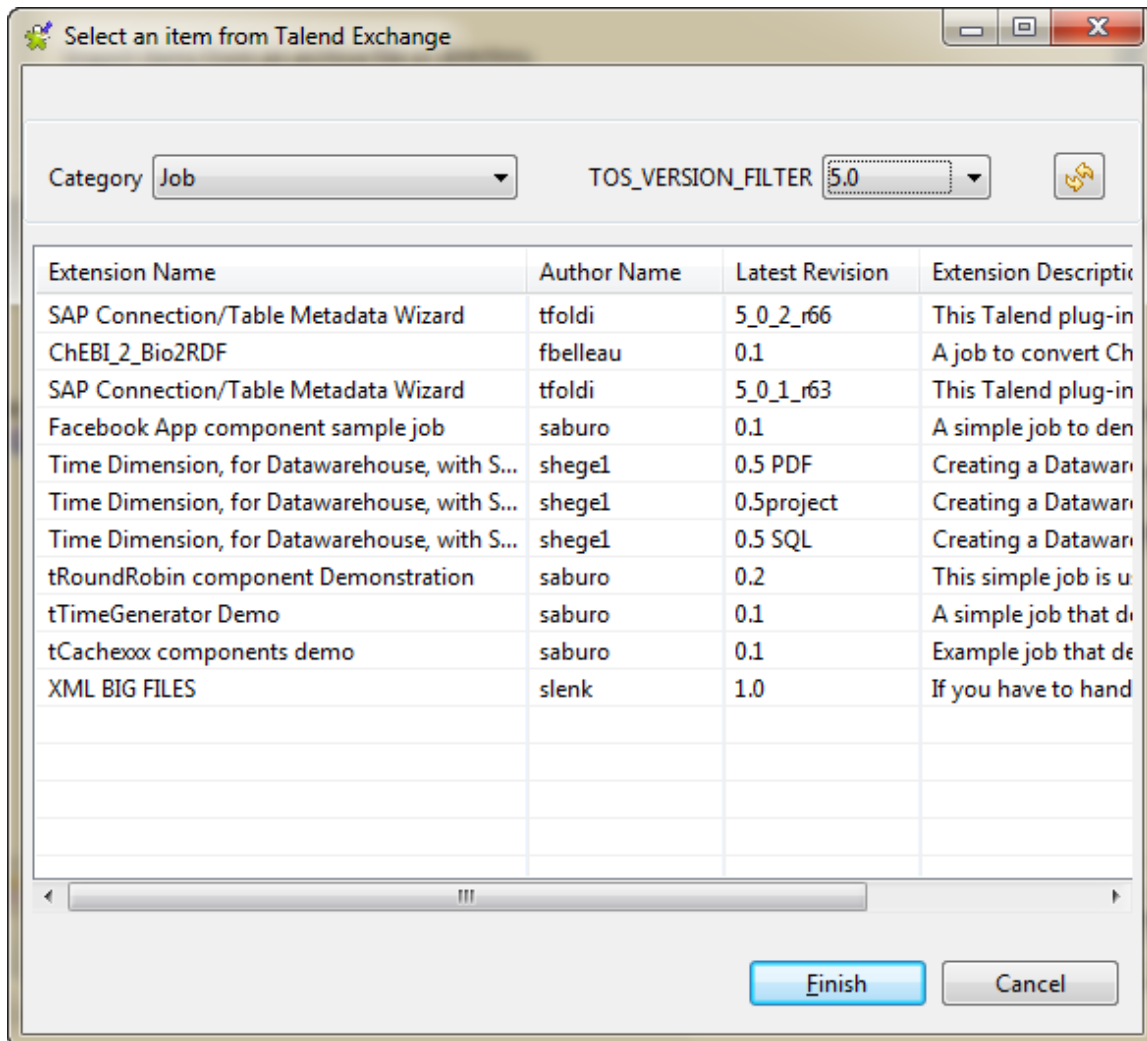 Select an item from Talend Exchange
Category Job TOS_VERSION_FILTER 5.0
Extension Name Author Name Latest Revision Extension Descriptio
SAP Connection/Table Metadata Wizard tfoldi 5_0_2_r66 This Talend plug-in
ChEBI_2_Bio2RDF fbelleau 0.1 A job to convert Ch
SAP Connection/Table Metadata Wizard tfoldi 5_0_1_r63 This Talend plug-in
Facebook App component sample job saburo 0.1 A simple job to den
Time Dimension, for Datawarehouse, with S... shege1 0.5 PDF Creating a Dataware
Time Dimension, for Datawarehouse, with S... shege1 0.5project Creating a Dataware
Time Dimension, for Datawarehouse, with S... shege1 0.5 SQL Creating a Dataware
tRoundRobin component Demonstration saburo 0.2 This simple job is u
tTimeGenerator Demo saburo 0.1 A simple job that d
tCachexxx components demo saburo 0.1 Example job that de
XML BIG FILES slenk 1.0 If you have to hand
Finish Cancel